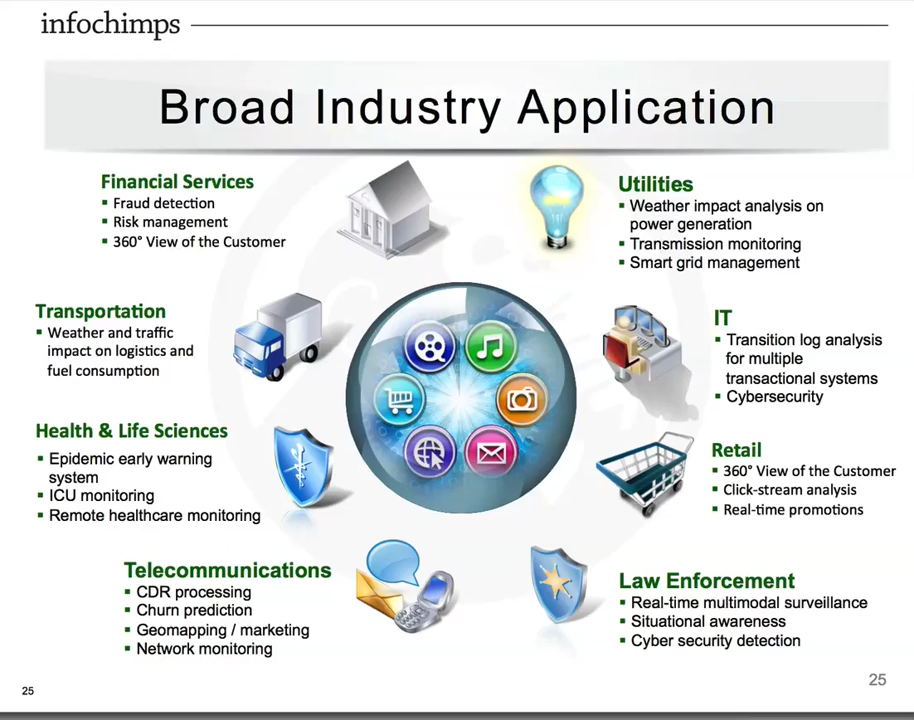 infochimps
Broad Industry Application
Financial Services
▪ Fraud detection
▪ Risk management
▪ 360° View of the Customer
Utilities
▪ Weather impact analysis on
power generation
▪ Transmission monitoring
▪ Smart grid management
Transportation
▪ Weather and traffic
impact on logistics and
fuel consumption
IT
▪ Transition log analysis
for multiple
transactional systems
▪ Cybersecurity
Health & Life Sciences
▪ Epidemic early warning
system
▪ ICU monitoring
▪ Remote healthcare monitoring
Retail
▪ 360° View of the Customer
▪ Click-stream analysis
▪ Real-time promotions
Telecommunications
▪ CDR processing
▪ Churn prediction
▪ Geomapping / marketing
▪ Network monitoring
Law Enforcement
▪ Real-time multimodal surveillance
▪ Situational awareness
▪ Cyber security detection
25
25